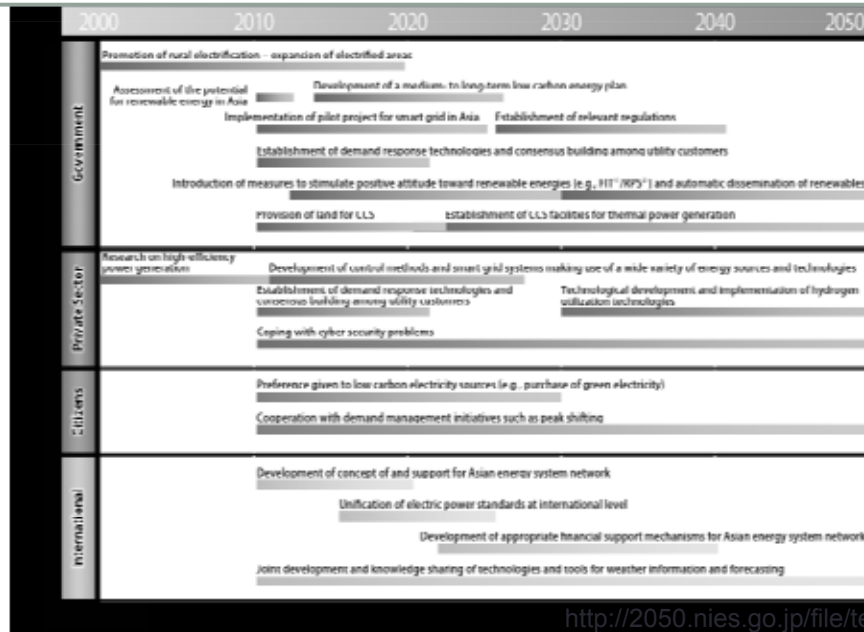 2000 2010 2020 2030 2040 2050
Government
Promotion of rural electrification – expansion of electrified areas
Assessment of the potential
for renewable energy in Asia
Development of a medium- to long-term low carbon energy plan
Implementation of pilot project for smart grid in Asia
Establishment of relevant regulations
Establishment of demand response technologies and consensus building among utility customers
Introduction of measures to stimulate positive attitude toward renewable energies (e.g., FIT /RPS ) and automatic dissemination of renewables
Provision of land for CCS
Establishment of CCS facilities for thermal power generation
Private Sector
Research on high-efficiency
power generation
Development of control methods and smart grid systems making use of a wide variety of energy sources and technologies
Establishment of demand response technologies and
consensus building among utility customers
Technological development and implementation of hydrogen
utilization technologies
Coping with cyber security problems
Citizens
Preference given to low carbon electricity sources (e.g., purchase of green electricity)
Cooperation with demand management initiatives such as peak shifting
International
Development of concept of and support for Asian energy system network
Unification of electric power standards at international level
Development of appropriate financial support mechanisms for Asian energy system network
Joint development and knowledge sharing of technologies and tools for weather information and forecasting
http://2050.nies.go.jp/file/te